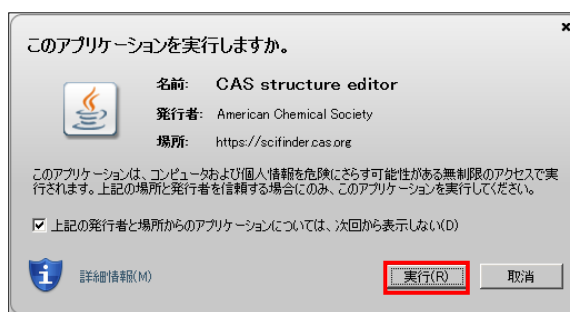 このアプリケーションを実行しますか。
名前: CAS structure editor
発行者: American Chemical Society
場所: https://scifinder.cas.org
このアプリケーションは、コンピュータおよび個人情報を危険にさらす可能性がある無制限のアクセスで実
行されます。上記の場所と発行者を信頼する場合にのみ、このアプリケーションを実行してください。
上記の発行者と場所からのアプリケーションについては、次回から表示しない(D)
詳細情報(M)
実行(R) 取消